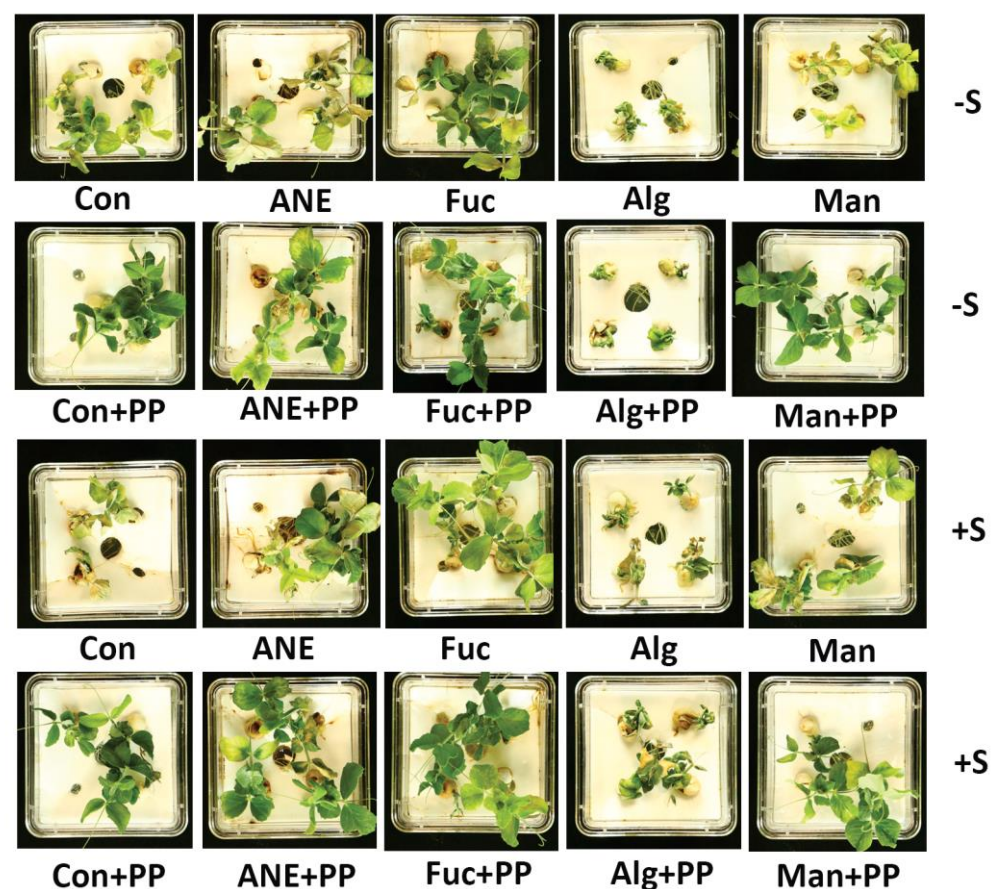 -S
Con ANE Fuc Alg Man
-S
Con+PP ANE+PP Fuc+PP Alg+PP Man+PP
+S
Con ANE Fuc Alg Man
+S
Con+PP ANE+PP Fuc+PP Alg+PP Man+PP